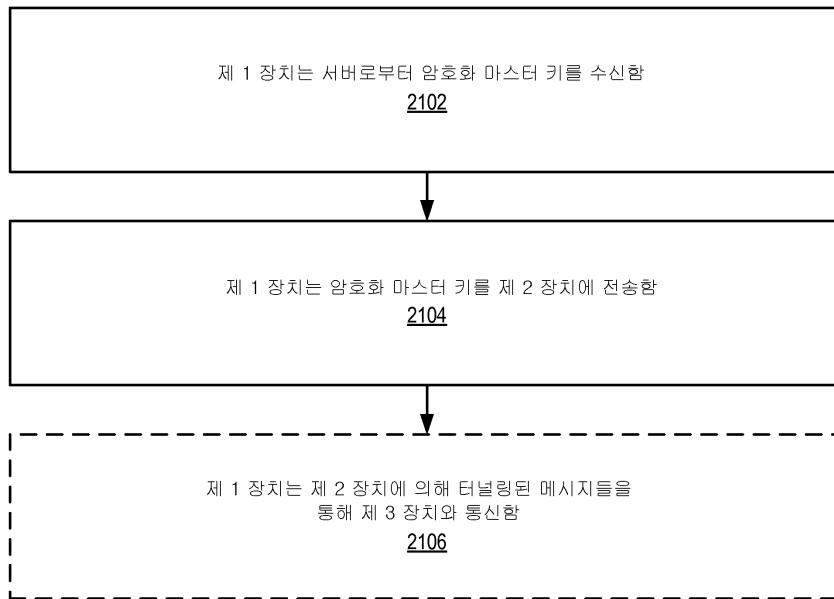 제 1 장치는 서버로부터 암호화 마스터 키를 수신함
2102
제 1 장치는 암호화 마스터 키를 제 2 장치에 전송함
2104
제 1 장치는 제 2 장치에 의해 터널링된 메시지들을
통해 제 3 장치와 통신함
2106